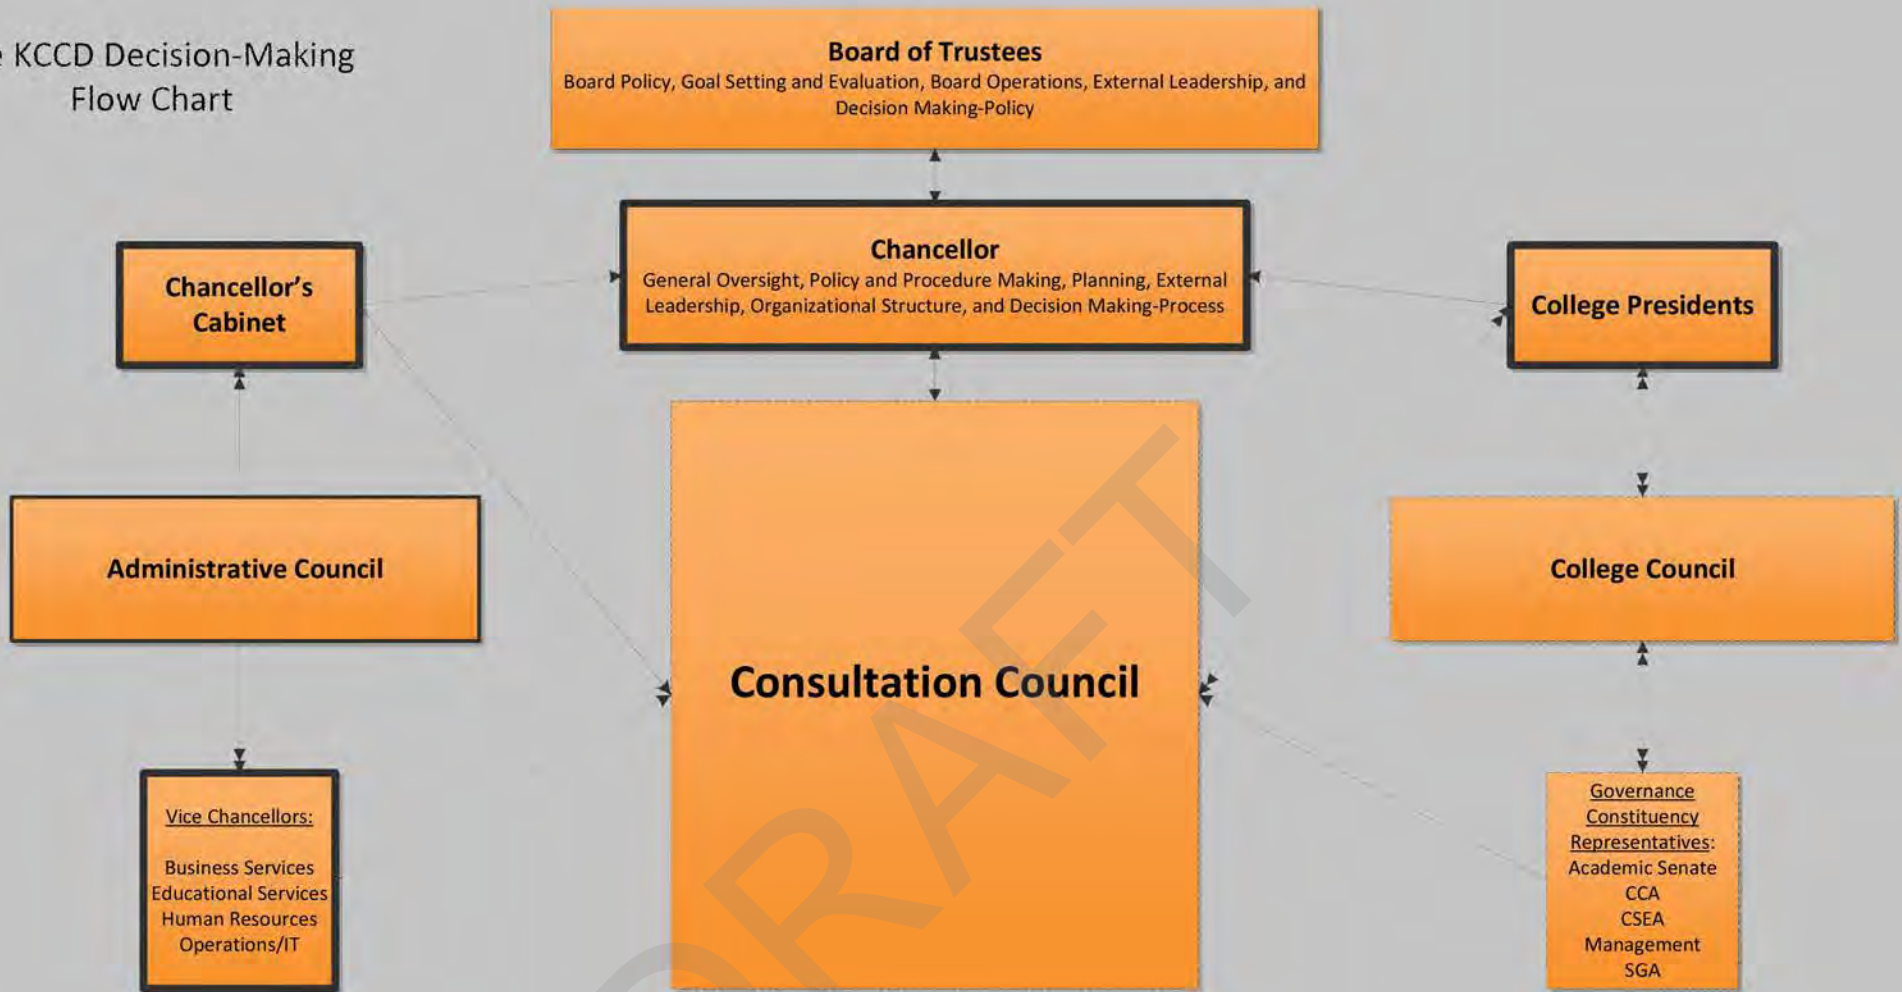 KCCD Decision-Making
Flow Chart
Board of Trustees
Board Policy, Goal Setting and Evaluation, Board Operations, External Leadership, and
Decision Making-Policy
Chancellor
General Oversight, Policy and Procedure Making, Planning, External
Leadership, Organizational Structure, and Decision Making-Process
Chancellor's
Cabinet
College Presidents
Administrative Council
College Council
Consultation Council
Vice Chancellors:
Business Services
Educational Services
Human Resources
Operations/IT
Governance
Constituency
Representatives:
Academic Senate
CCA
CSEA
Management
SGA
DRAFT